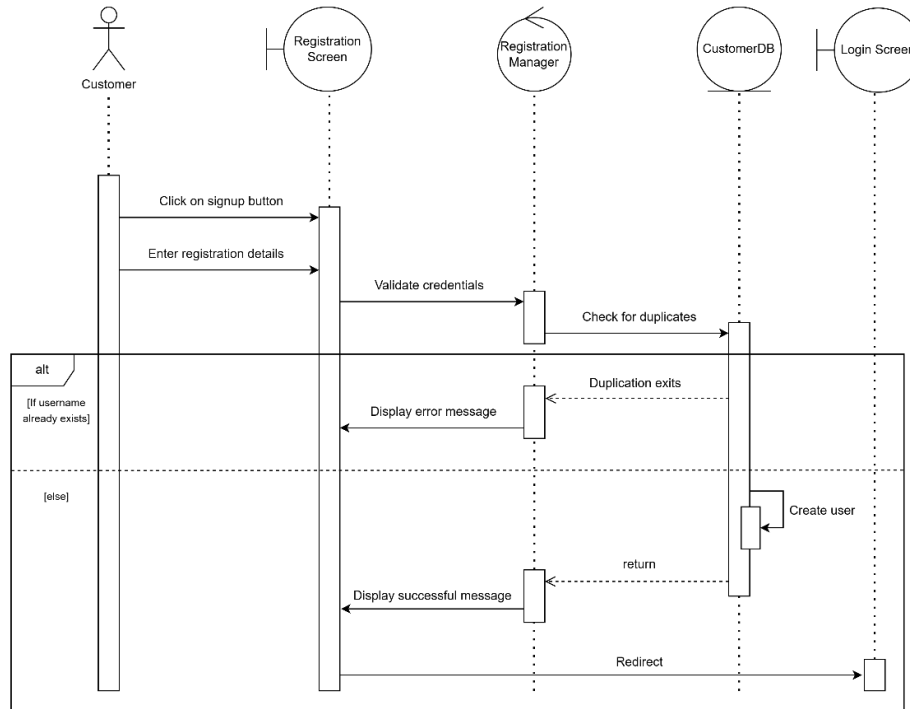 Registration
Screen
Registration
Manager
CustomerDB
Login Screen
Customer
Click on signup button
Enter registration details
Validate credentials
Check for duplicates
alt
[If username
already exists]
Duplication exits
Display error message
[else]
Create user
return
Display successful message
Redirect